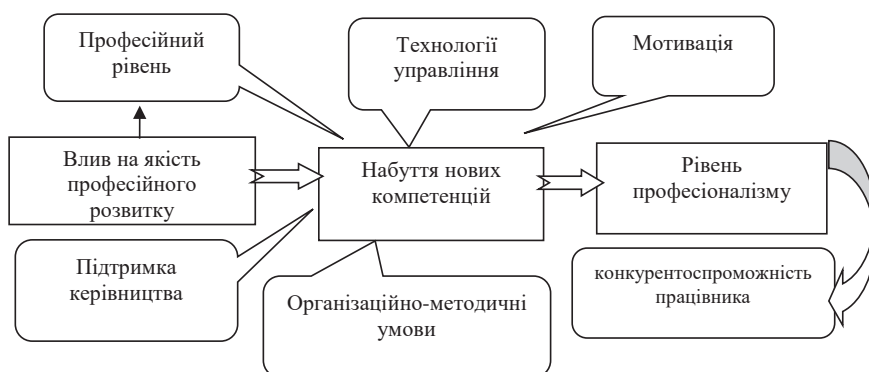 Професійний
рівень
Технології
управління
Мотивація
Влив на якість
професійного
розвитку
Набуття нових
компетенцій
Рівень
професіоналізму
Підтримка
керівництва
Організаційно-методичні
умови
конкурентоспроможність
працівника